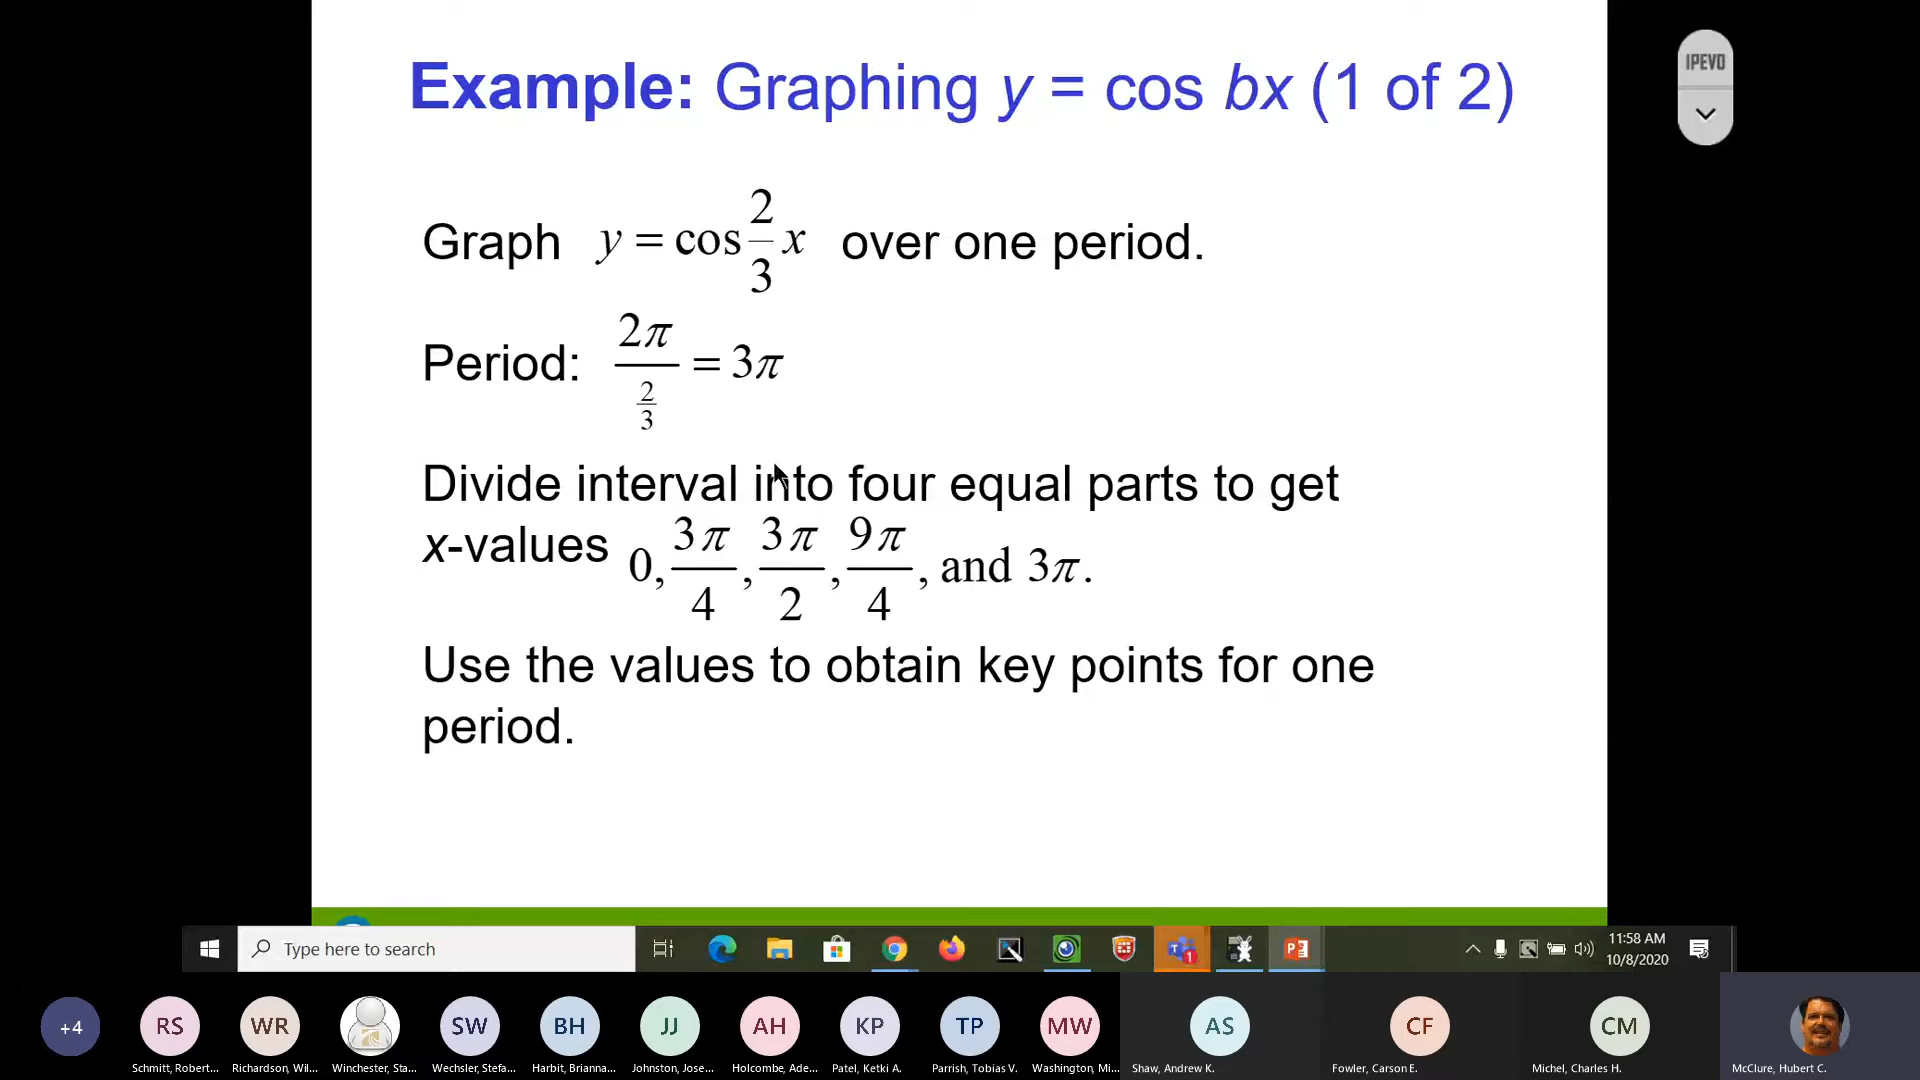 Example: Graphing y = cos bx (1 of 2)
IPEVO
Graph y = cos 2/3 x over one period.
Period: 2π / (2/3) = 3π
Divide interval into four equal parts to get
x-values 0, 3π/4, 3π/2, 9π/4, and 3π.
Use the values to obtain key points for one
period.
Type here to search
1
11:58 AM
10/8/2020
+4
RS
WR
SW
BH
JJ
AH
KP
TP
MW
AS
CF
CM
Schmitt, Robert...
Richardson, Wil...
Winchester, Sta...
Wechsler, Stefa...
Harbit, Brianna...
Johnston, Jose...
Holcombe, Ade...
Patel, Ketki A.
Parrish, Tobias V.
Washington, Mi...
Shaw, Andrew K.
Fowler, Carson E.
Michel, Charles H.
McClure, Hubert C.